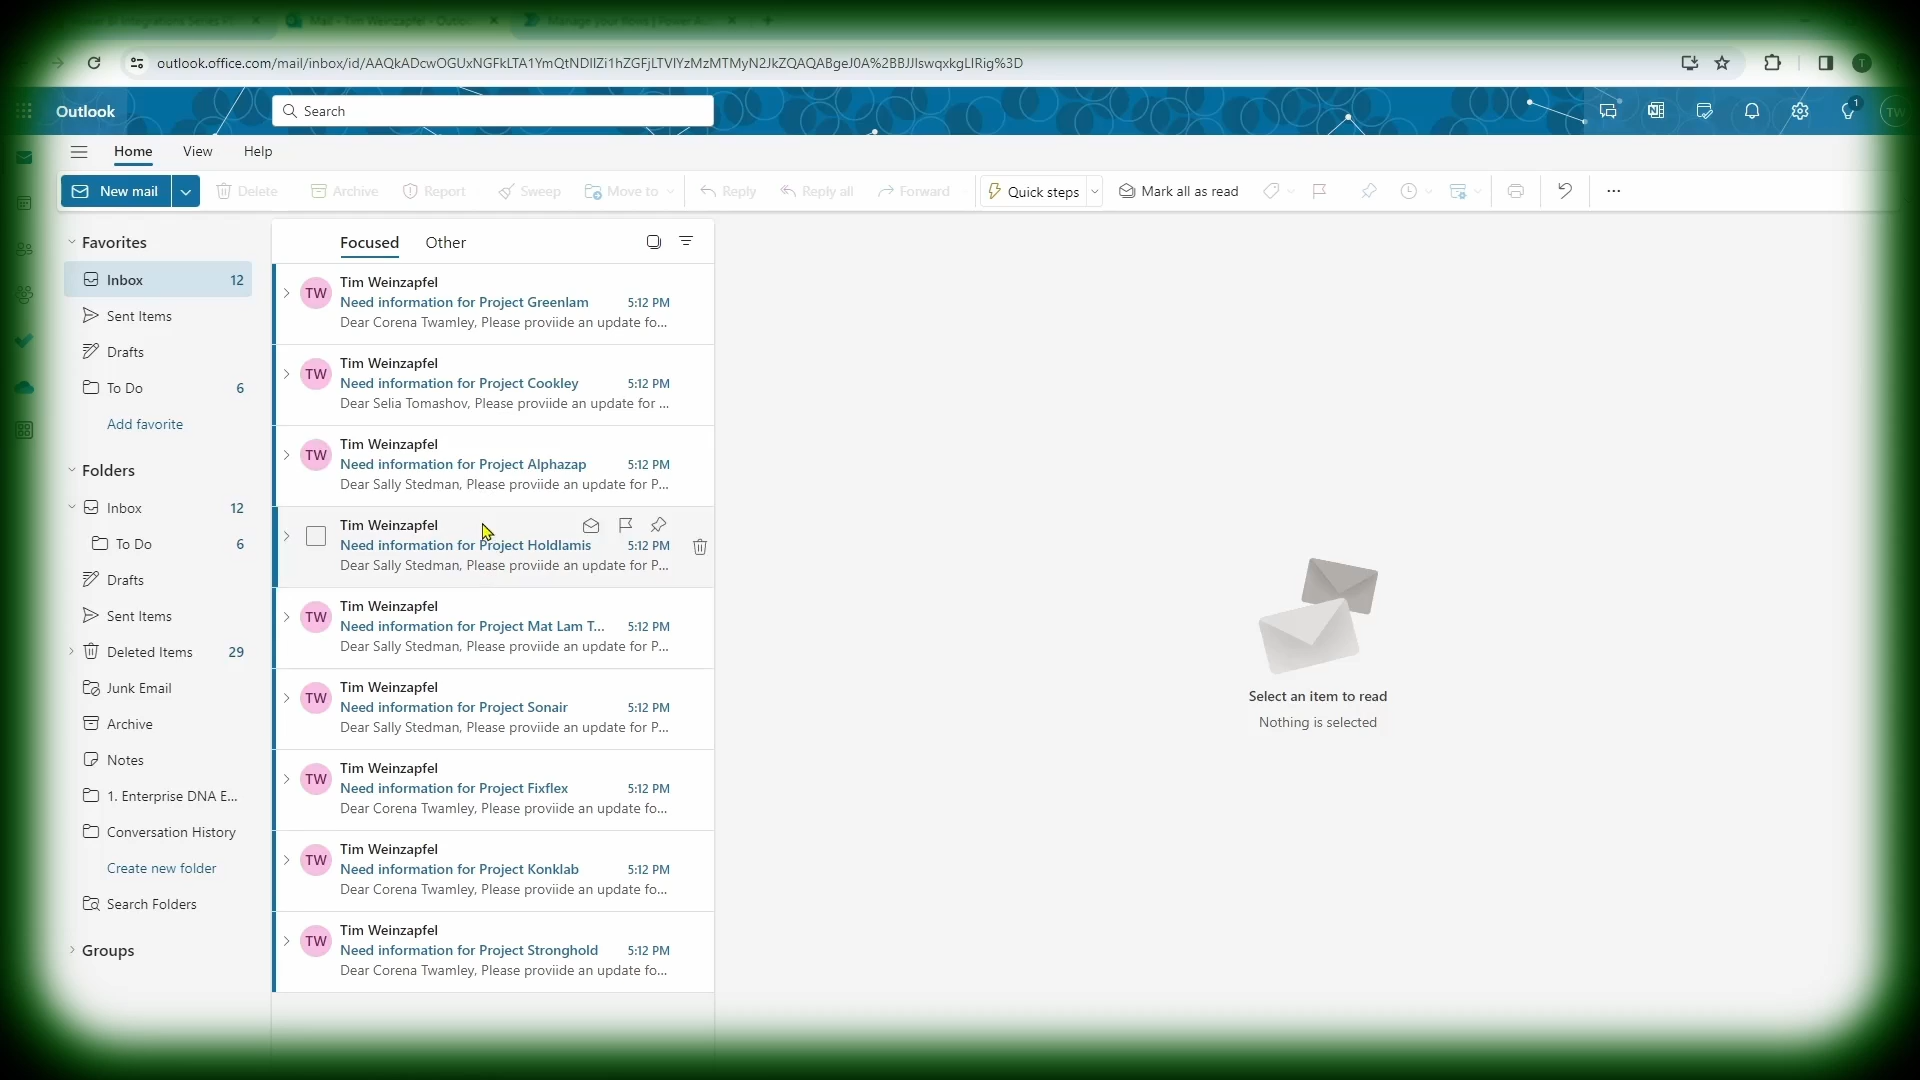 Mail - Tim Weinzapfel - Outlo
Manage your flows | Power Au
outlook.office.com/mail/inbox/id/AAQkADcwOGUxNGFkLTA1YmQtNDllZi1hZGFjLTVlYzMzMTMyN2JkZQAQABgeJ0A%2BBJJIswqxkgLIRig%3D
T
Outlook
Search
1
TW
Home View Help
New mail Delete Archive Report Sweep Move to Reply Reply all Forward Quick steps Mark all as read
Favorites
Inbox 12
Sent Items
Drafts
To Do 6
Add favorite
Folders
Inbox 12
To Do 6
Drafts
Sent Items
Deleted Items 29
Junk Email
Archive
Notes
1. Enterprise DNA E...
Conversation History
Create new folder
Search Folders
Groups
Focused Other
TW
Tim Weinzapfel
Need information for Project Greenlam 5:12 PM
Dear Corena Twamley, Please proviide an update fo...
TW
Tim Weinzapfel
Need information for Project Cookley 5:12 PM
Dear Selia Tomashov, Please proviide an update for ...
TW
Tim Weinzapfel
Need information for Project Alphazap 5:12 PM
Dear Sally Stedman, Please proviide an update for P...
Tim Weinzapfel
Need information for Project Holdlamis 5:12 PM
Dear Sally Stedman, Please proviide an update for P...
TW
Tim Weinzapfel
Need information for Project Mat Lam T... 5:12 PM
Dear Sally Stedman, Please proviide an update for P...
TW
Tim Weinzapfel
Need information for Project Sonair 5:12 PM
Dear Sally Stedman, Please proviide an update for P...
TW
Tim Weinzapfel
Need information for Project Fixflex 5:12 PM
Dear Corena Twamley, Please proviide an update fo...
TW
Tim Weinzapfel
Need information for Project Konklab 5:12 PM
Dear Corena Twamley, Please proviide an update fo...
TW
Tim Weinzapfel
Need information for Project Stronghold 5:12 PM
Dear Corena Twamley, Please proviide an update fo...
Select an item to read
Nothing is selected